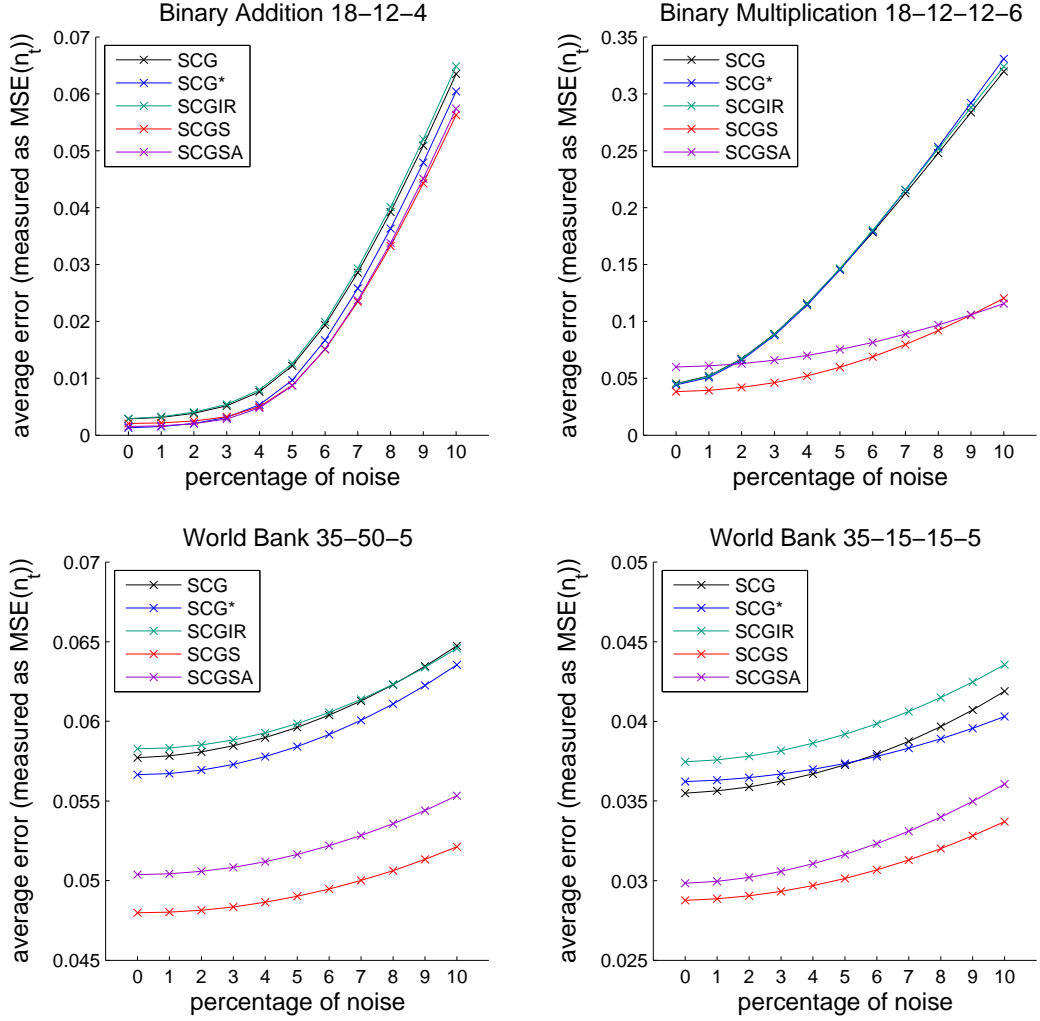 Binary Addition 18−12−4
average error (measured as MSE(n_t))
0.07
0.06
0.05
0.04
0.03
0.02
0.01
0
SCG
SCG*
SCGIR
SCGS
SCGSA
0 1 2 3 4 5 6 7 8 9 10
percentage of noise
Binary Multiplication 18−12−12−6
average error (measured as MSE(n_t))
0.35
0.3
0.25
0.2
0.15
0.1
0.05
0
SCG
SCG*
SCGIR
SCGS
SCGSA
0 1 2 3 4 5 6 7 8 9 10
percentage of noise
World Bank 35−50−5
average error (measured as MSE(n_t))
0.07
0.065
0.06
0.055
0.05
0.045
SCG
SCG*
SCGIR
SCGS
SCGSA
0 1 2 3 4 5 6 7 8 9 10
percentage of noise
World Bank 35−15−15−5
average error (measured as MSE(n_t))
0.05
0.045
0.04
0.035
0.03
0.025
SCG
SCG*
SCGIR
SCGS
SCGSA
0 1 2 3 4 5 6 7 8 9 10
percentage of noise